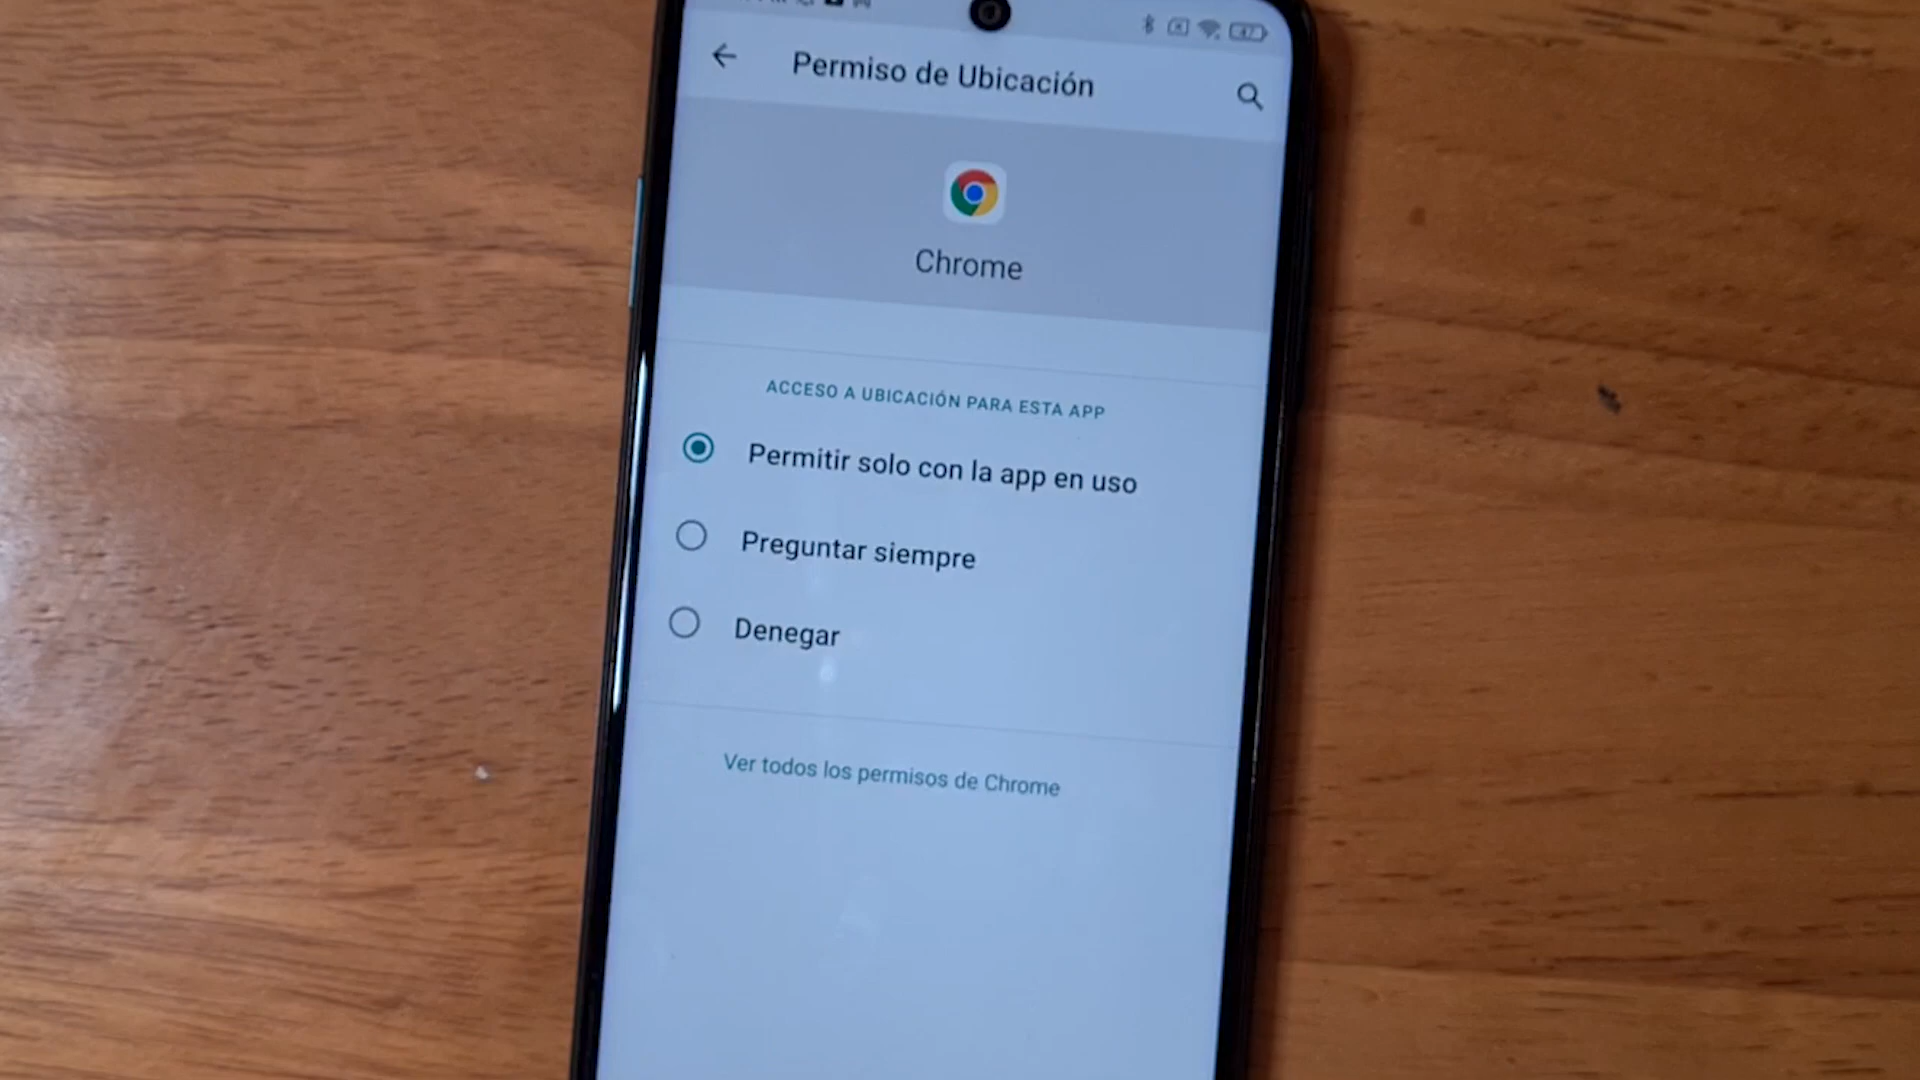 Permiso de Ubicación
Chrome
ACCESO A UBICACIÓN PARA ESTA APP
Permitir solo con la app en uso
Preguntar siempre
Denegar
Ver todos los permisos de Chrome